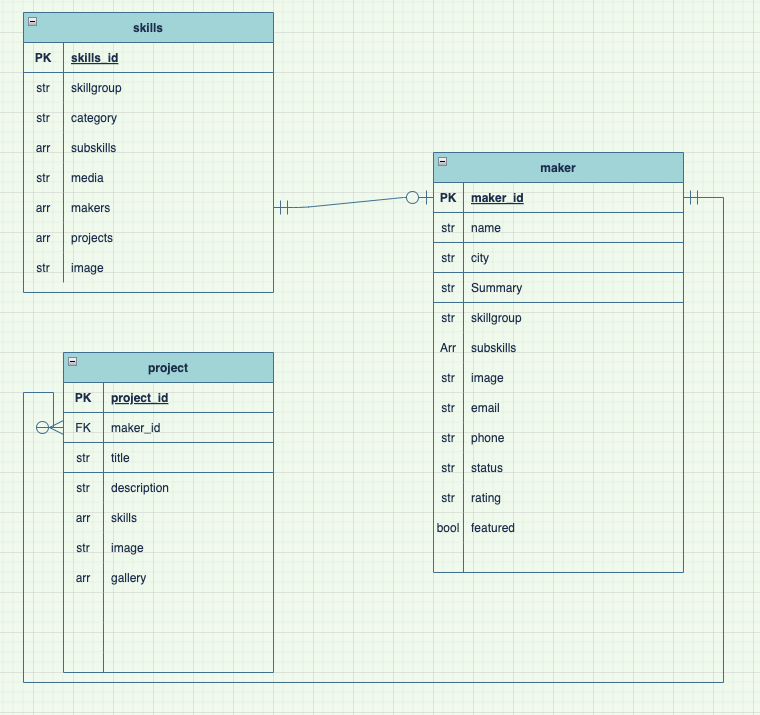 skills
PK skills_id
str skillgroup
str category
arr subskills
str media
arr makers
arr projects
str image
maker
PK maker_id
str name
str city
str Summary
str skillgroup
Arr subskills
str image
str email
str phone
str status
str rating
bool featured
project
PK project_id
FK maker_id
str title
str description
arr skills
str image
arr gallery